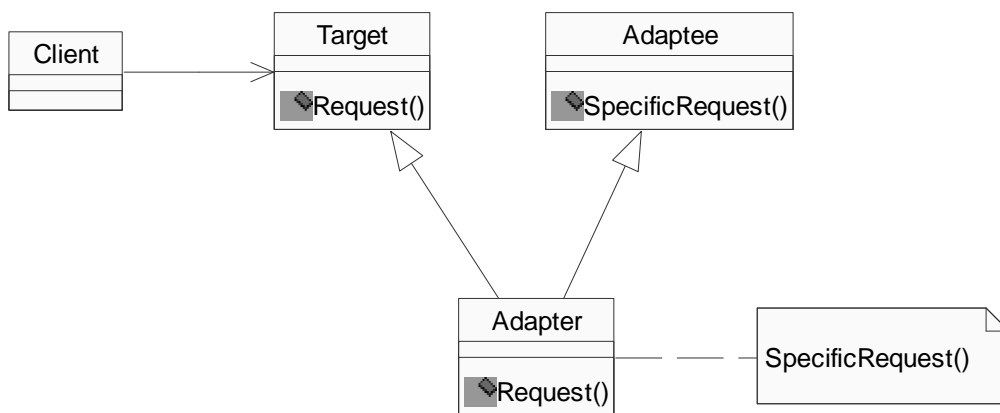 Client
Target
Request()
Adaptee
SpecificRequest()
Adapter
Request()
SpecificRequest()